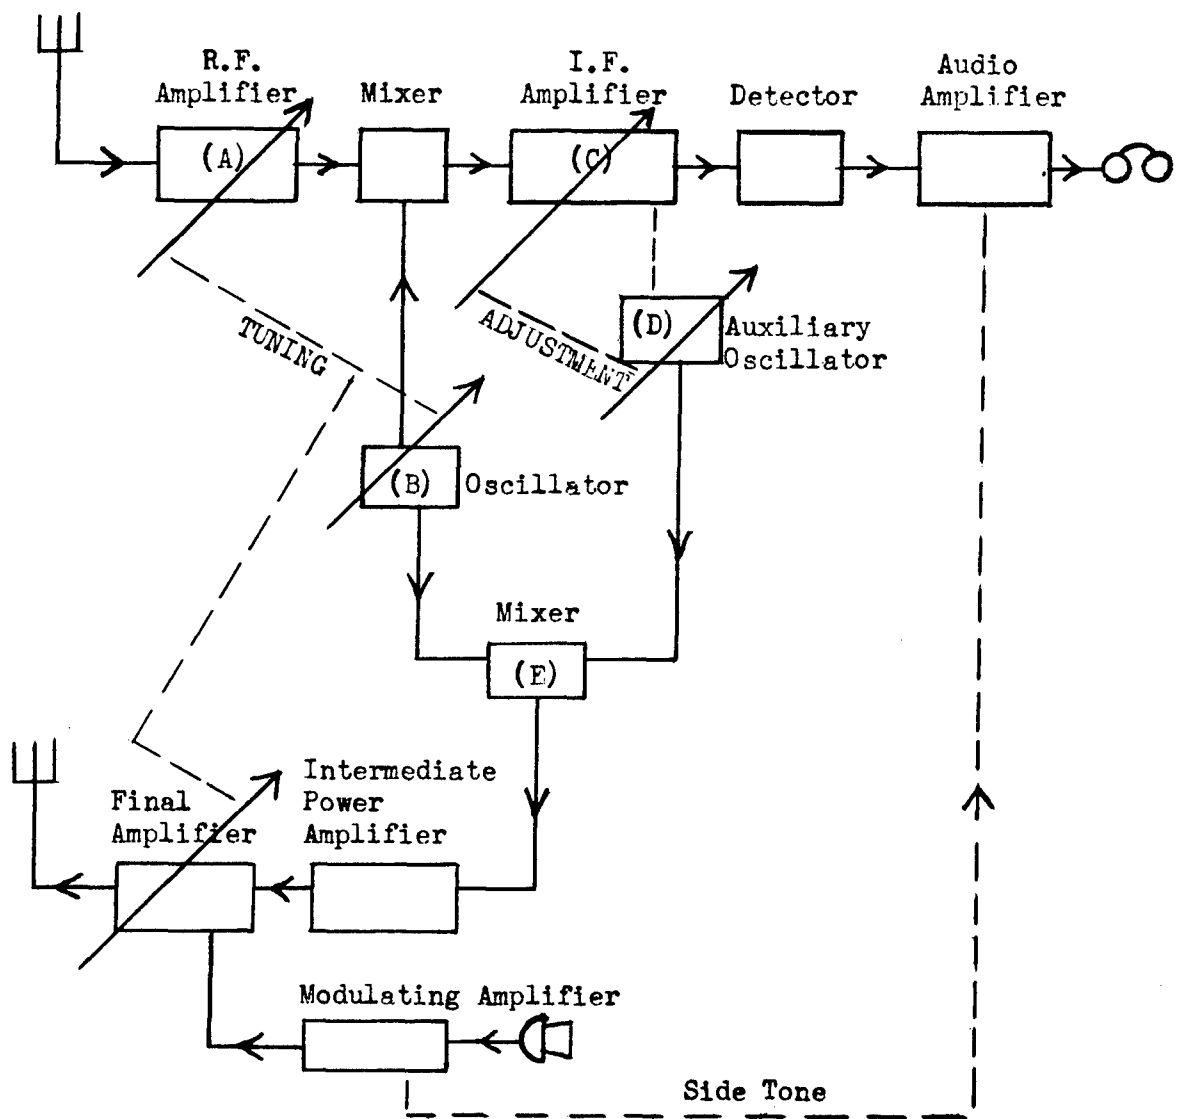 R.F.
Amplifier
Mixer
I.F.
Amplifier
Detector
Audio
Amplifier
(A)
(C)
TUNING
ADJUSTMENT
(D)
Auxiliary
Oscillator
(B)
Oscillator
Mixer
(E)
Final
Amplifier
Intermediate
Power
Amplifier
Modulating Amplifier
Side Tone